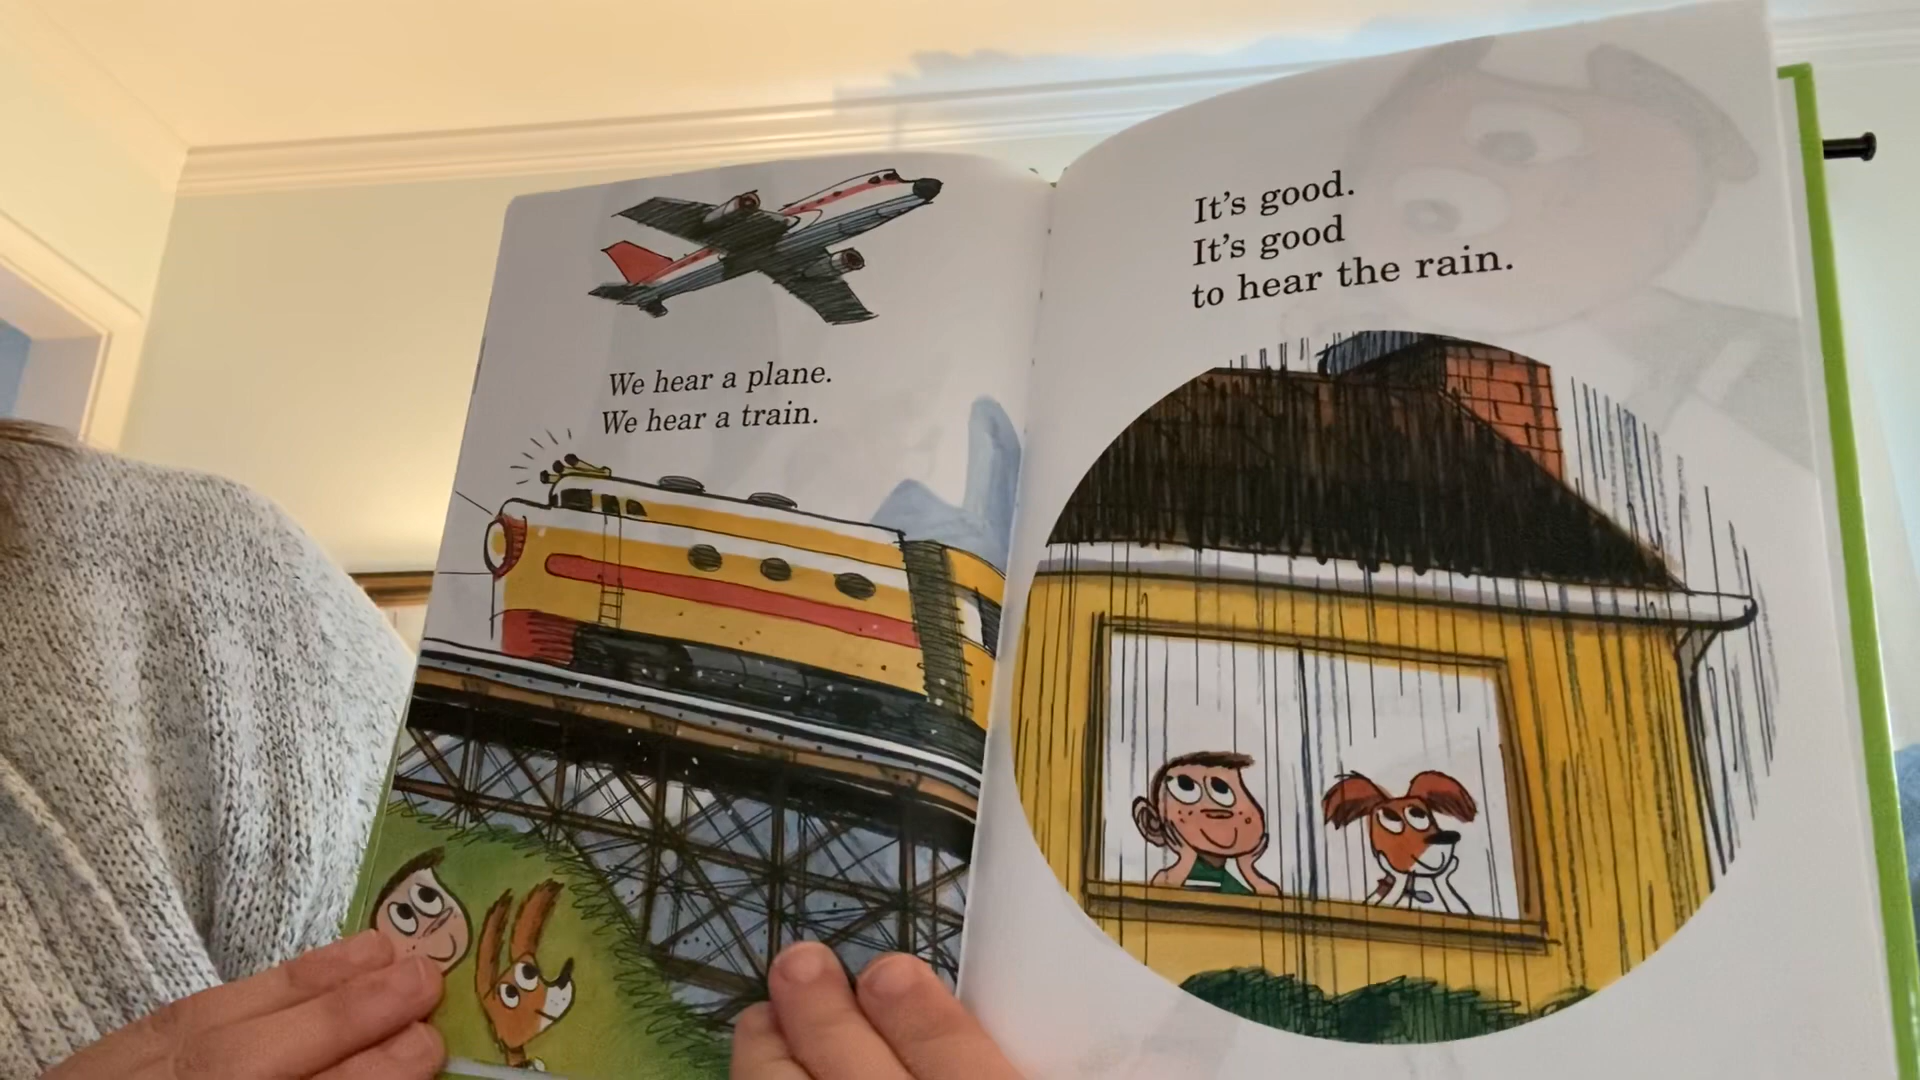 We hear a plane.
We hear a train.
It's good.
It's good
to hear the rain.